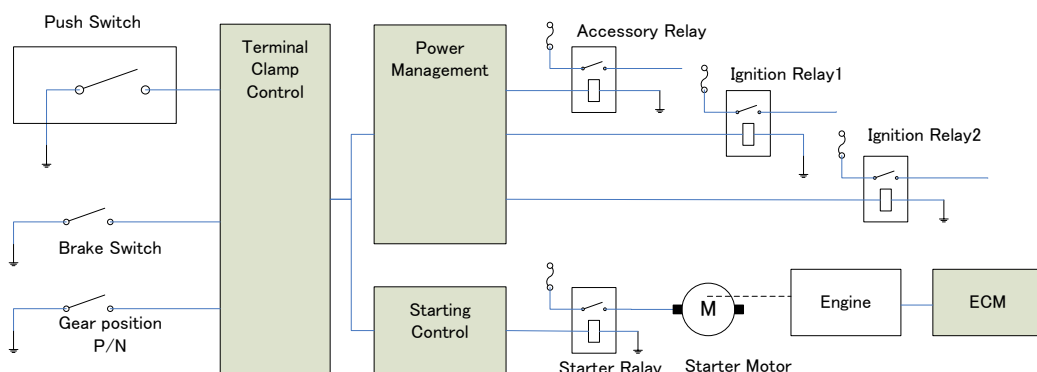 Push Switch
Terminal
Clamp
Control
Power
Management
Accessory Relay
Ignition Relay1
Ignition Relay2
Brake Switch
Gear position
P/N
Starting
Control
M
Engine
ECM
Starter Ralay
Starter Motor